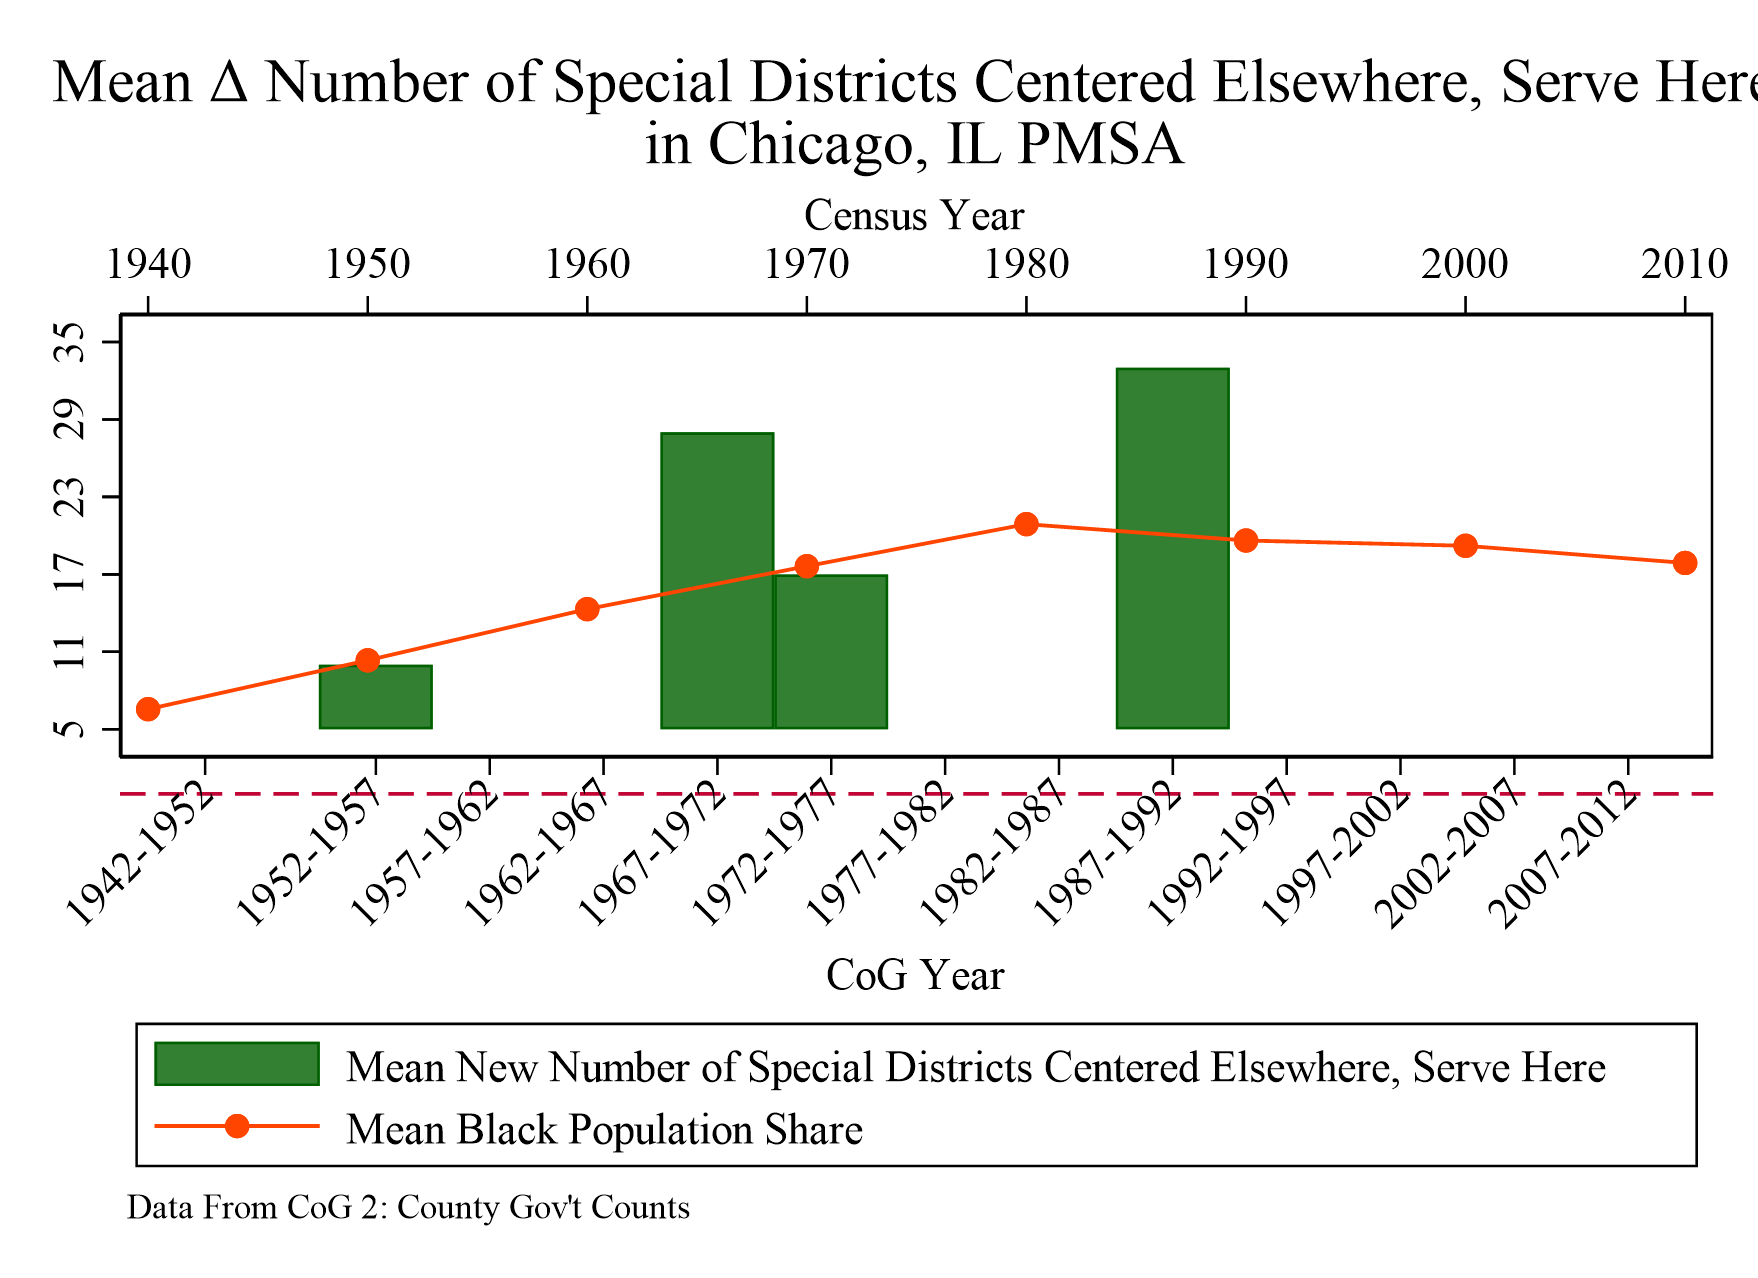 Mean Δ Number of Special Districts Centered Elsewhere, Serve Here
in Chicago, IL PMSA
Census Year
1940 1950 1960 1970 1980 1990 2000 2010
35
29
23
17
11
5
1942-1952 1952-1957 1957-1962 1962-1967 1967-1972 1972-1977 1977-1982 1982-1987 1987-1992 1992-1997 1997-2002 2002-2007 2007-2012
CoG Year
Mean New Number of Special Districts Centered Elsewhere, Serve Here
Mean Black Population Share
Data From CoG 2: County Gov't Counts